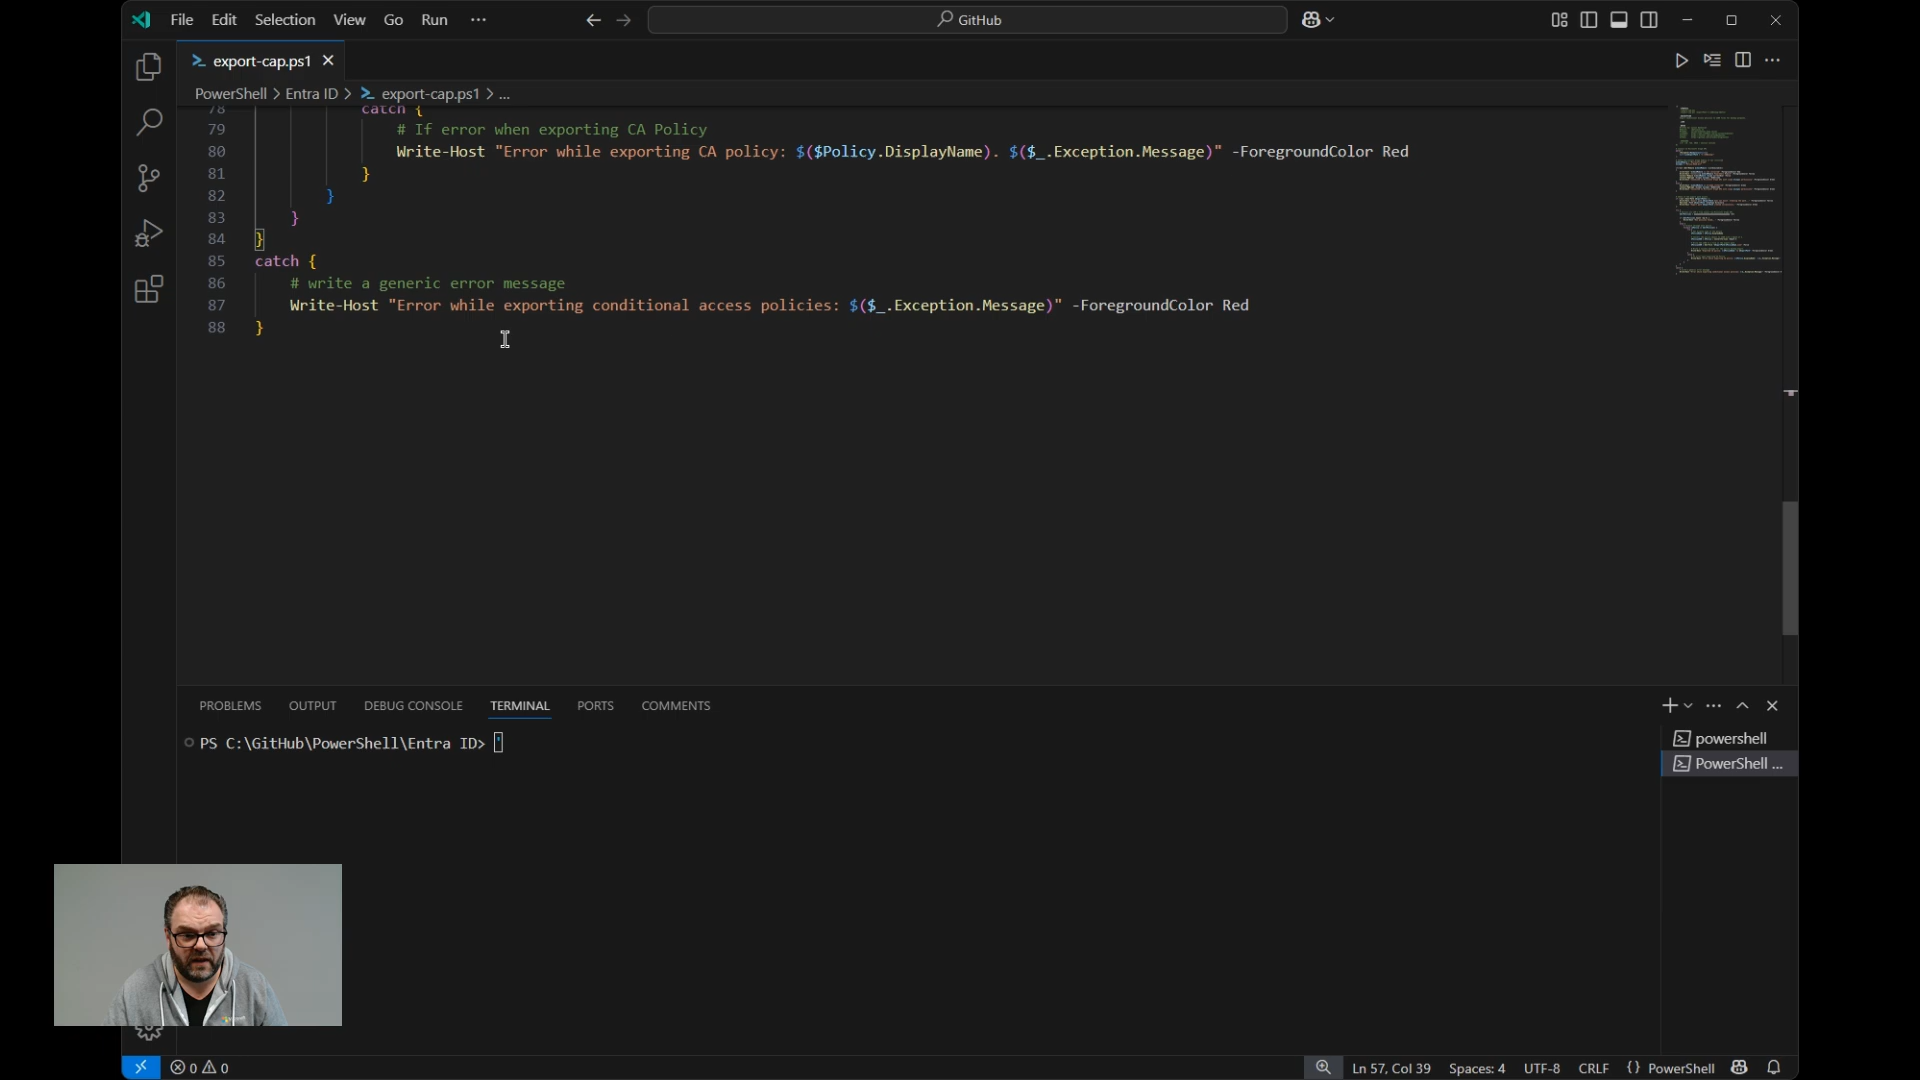 File Edit Selection View Go Run ···
GitHub
export-cap.ps1
PowerShell > Entra ID > export-cap.ps1 > ...
78 catch {
79 # If error when exporting CA Policy
80 Write-Host "Error while exporting CA policy: $($Policy.DisplayName). $($_.Exception.Message)" -ForegroundColor Red
81 }
82 }
83 }
84 }
85 catch {
86 # write a generic error message
87 Write-Host "Error while exporting conditional access policies: $($_.Exception.Message)" -ForegroundColor Red
88 }
PROBLEMS OUTPUT DEBUG CONSOLE TERMINAL PORTS COMMENTS
PS C:\GitHub\PowerShell\Entra ID> '
powershell
PowerShell ...
0 0
Ln 57, Col 39 Spaces: 4 UTF-8 CRLF {} PowerShell